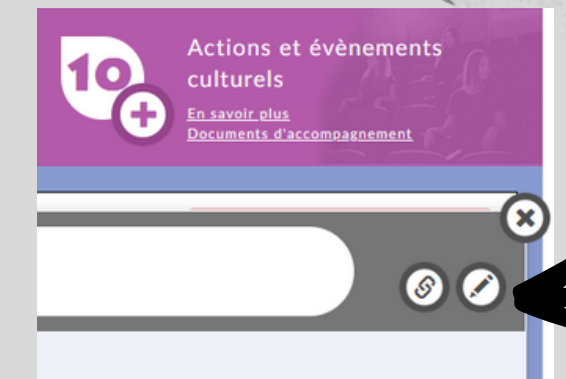 10
Actions et évènements
culturels
En savoir plus
Documents d'accompagnement